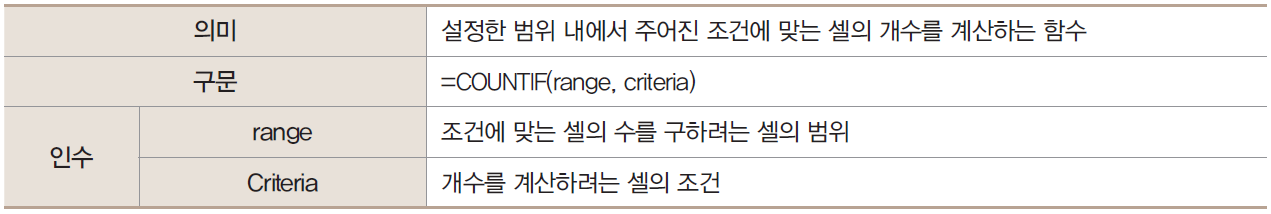 의미 설정한 범위 내에서 주어진 조건에 맞는 셀의 개수를 계산하는 함수
구문 =COUNTIF(range, criteria)
인수 range 조건에 맞는 셀의 수를 구하려는 셀의 범위
Criteria 개수를 계산하려는 셀의 조건